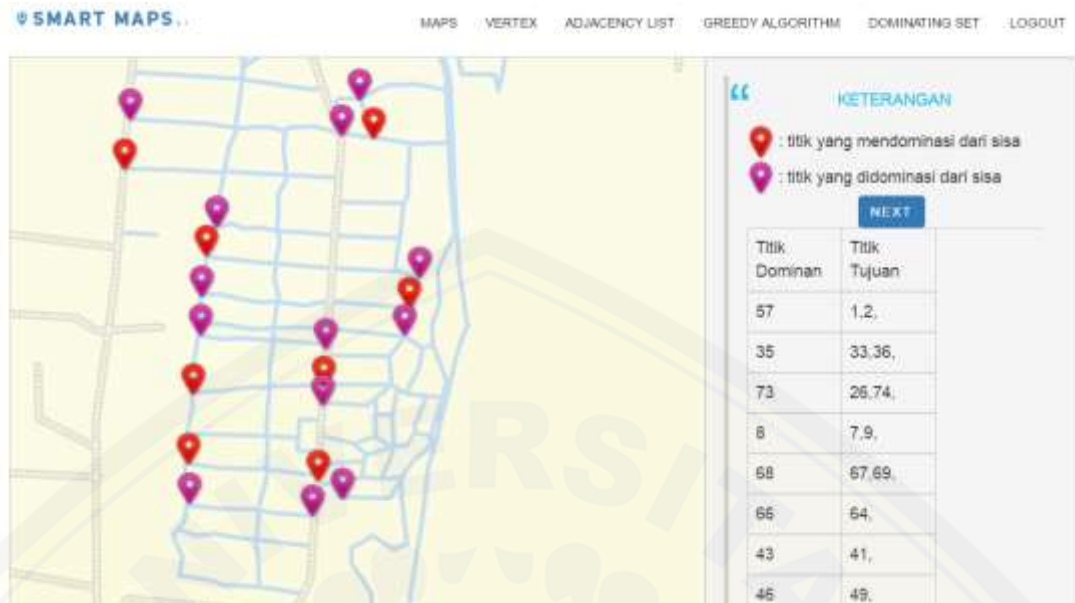 SMART MAPS
MAPS VERTEX ADJACENCY LIST GREEDY ALGORITHM DOMINATING SET LOGOUT
“ KETERANGAN
: titik yang mendominasi dari sisa
: titik yang didominasi dari sisa
NEXT
Titik Dominan Titik Tujuan
57 1,2,
35 33,36,
73 26,74,
8 7,9,
68 67,69,
66 64,
43 41,
46 49,